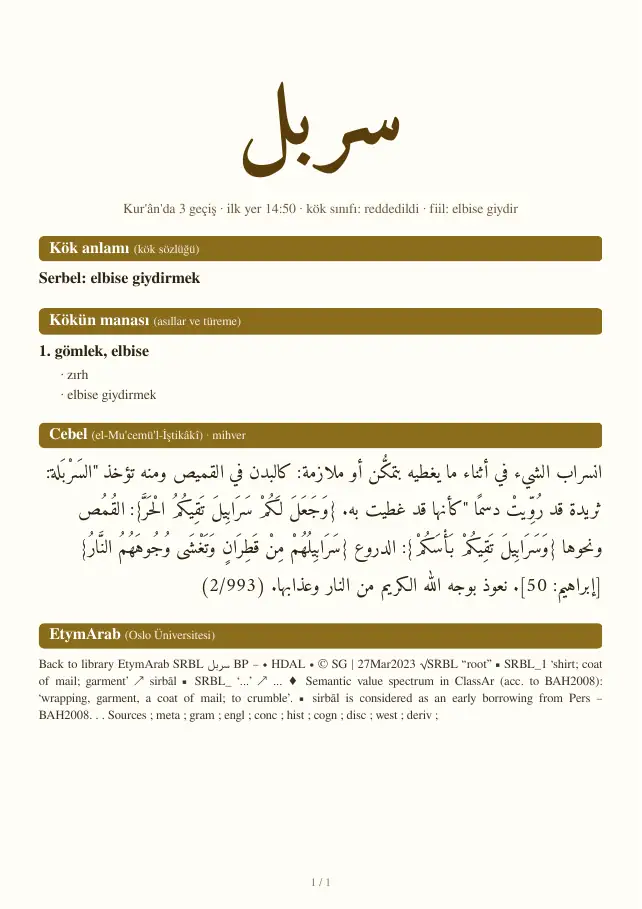 سربل
Kur'ân'da 3 geçiş · ilk yer 14:50 · kök sınıfı: reddedildi · fiil: elbise giydir
Kök anlamı (kök sözlüğü)
Serbel: elbise giydirmek
Kökün manası (asıllar ve türeme)
1. gömlek, elbise
· zırh
· elbise giydirmek
Cebel (el-Mu'cemü'l-İştikâkî) · mihver
انسراب الشيء في أثناء ما يغطيه بتمكُّن أو ملازمة: كالبدن في القميص ومنه تؤخذ "السَرْبَلة:
ثريدة قد رُوِّيتْ دسمًا "كأنها قد غطيت به. {وَجَعَلَ لَكُمْ سَرَابِيلَ تَقِيكُمُ الْحَرَّ}: القُمُص
ونحوها {وَسَرَابِيلَ تَقِيكُمْ بَأْسَكُمْ}: الدروع {سَرَابِيلُهُمْ مِنْ قَطِرَانٍ وَتَغْشَى وُجُوهَهُمُ النَّارُ}
[إبراهيم: 50]. نعوذ بوجه الله الكريم من النار وعذابها. (2/993)
EtymArab (Oslo Üniversitesi)
Back to library EtymArab SRBL سربل BP – • HDAL • © SG | 27Mar2023 √SRBL “root” ▪ SRBL_1 ‘shirt; coat
of mail; garment’ ↗ sirbāl ▪ SRBL_ ‘...’ ↗ ... ♦ Semantic value spectrum in ClassAr (acc. to BAH2008):
‘wrapping, garment, a coat of mail; to crumble’. ▪ sirbāl is considered as an early borrowing from Pers –
BAH2008. . . Sources ; meta ; gram ; engl ; conc ; hist ; cogn ; disc ; west ; deriv ;
1 / 1